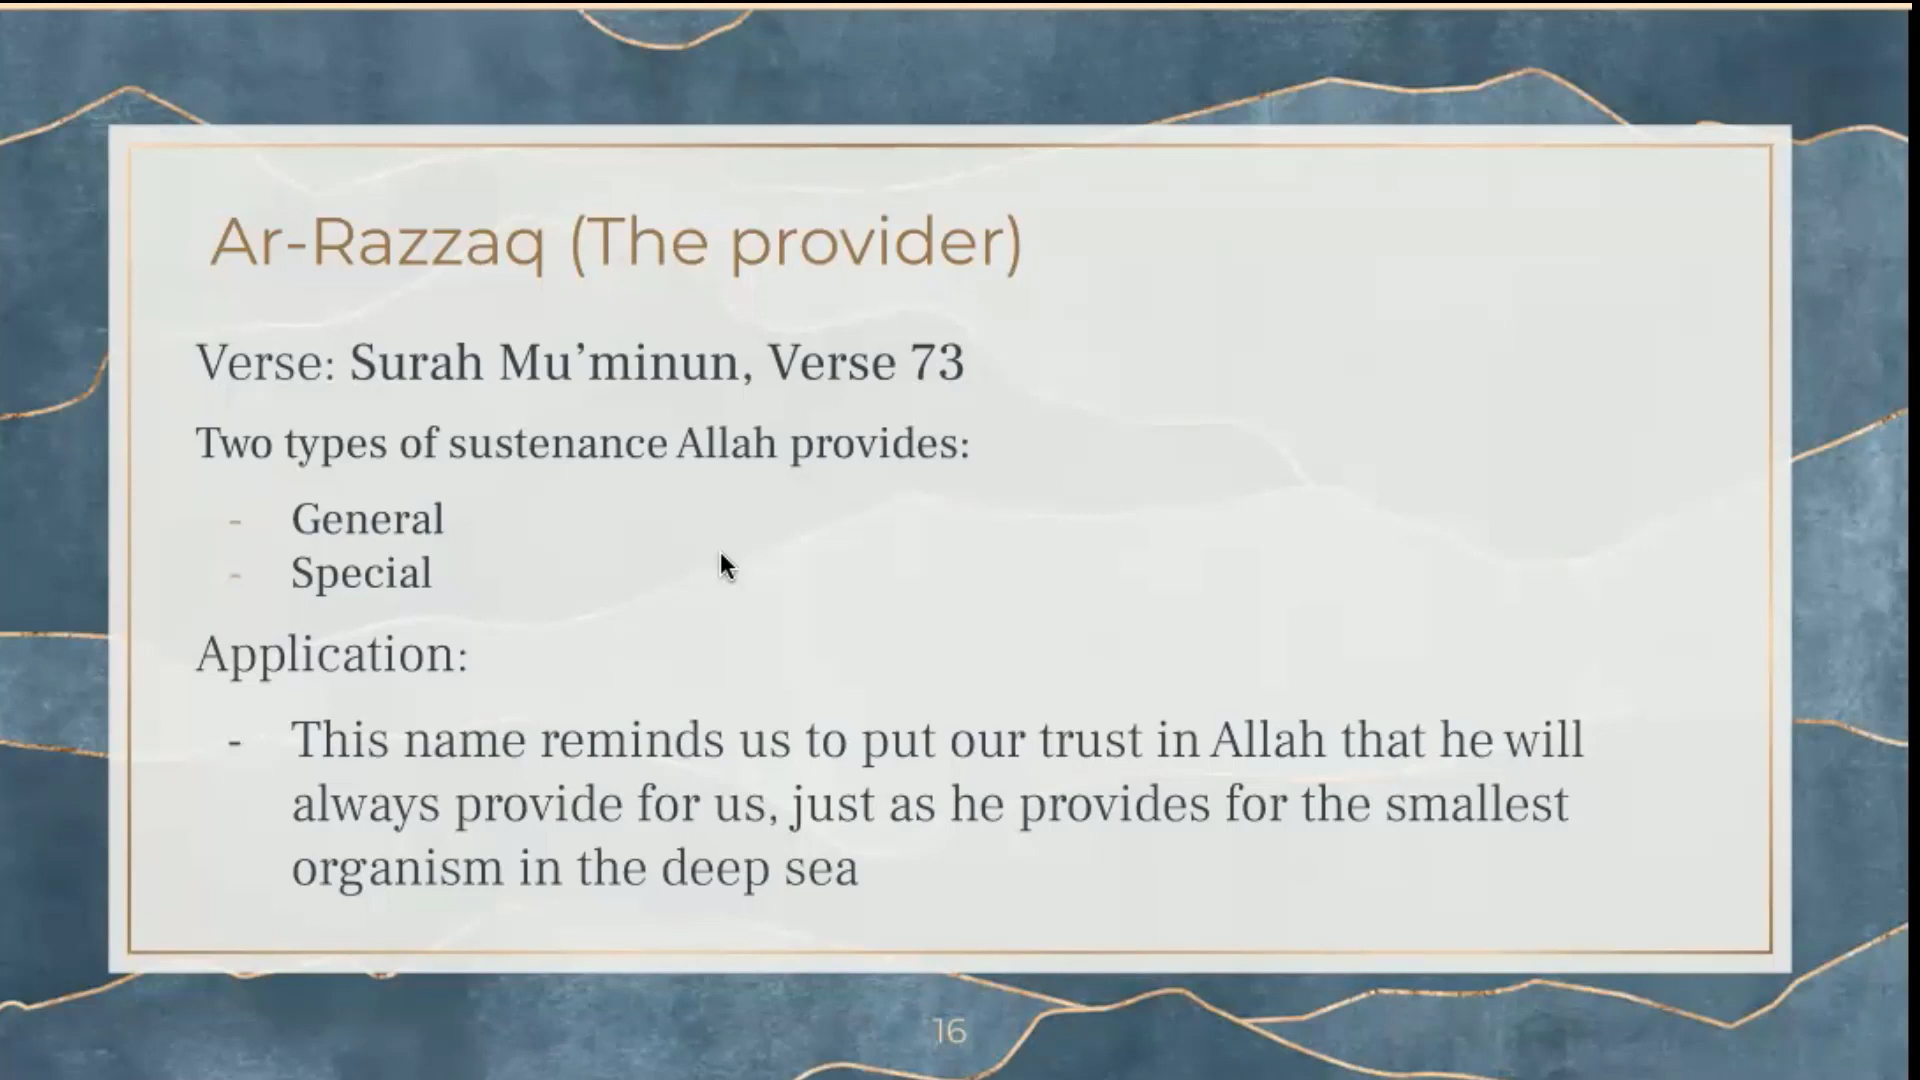 Ar-Razzaq (The provider)
Verse: Surah Mu’minun, Verse 73
Two types of sustenance Allah provides:
- General
- Special
Application:
- This name reminds us to put our trust in Allah that he will
always provide for us, just as he provides for the smallest
organism in the deep sea
16